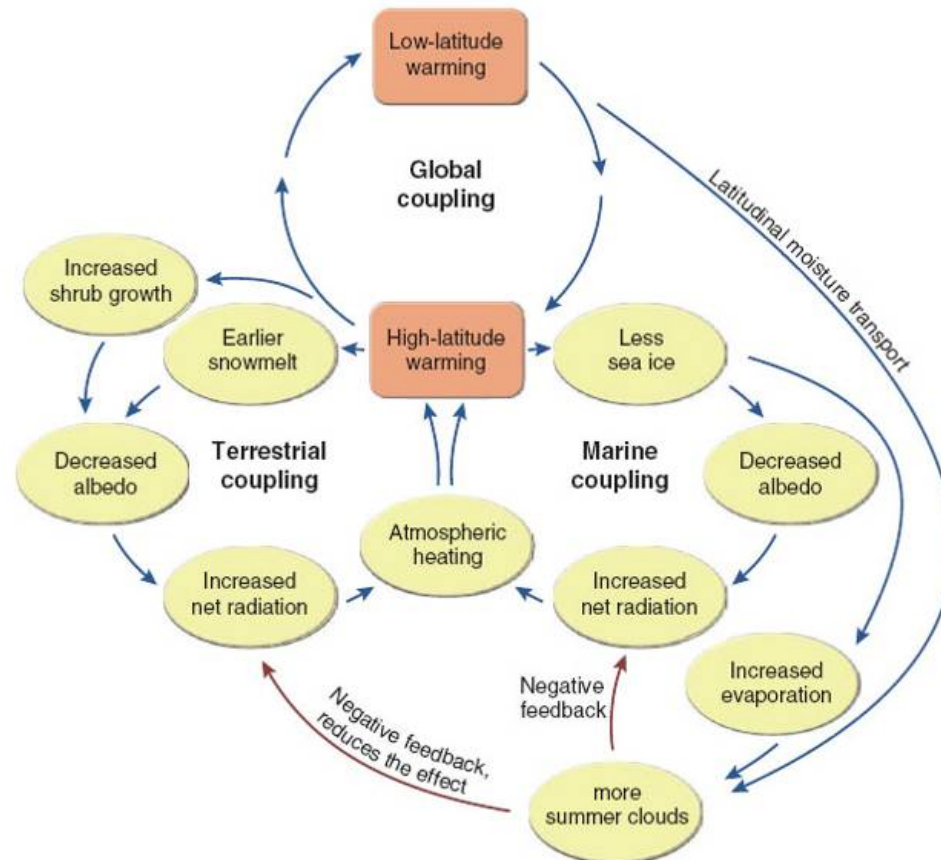 Low-latitude
warming
Global
coupling
Latitudinal moisture transport
Increased
shrub growth
Earlier
snowmelt
High-latitude
warming
Less
sea ice
Decreased
albedo
Terrestrial
coupling
Marine
coupling
Decreased
albedo
Atmospheric
heating
Increased
net radiation
Increased
net radiation
Increased
evaporation
Negative
feedback
Negative feedback,
reduces the effect
more
summer clouds